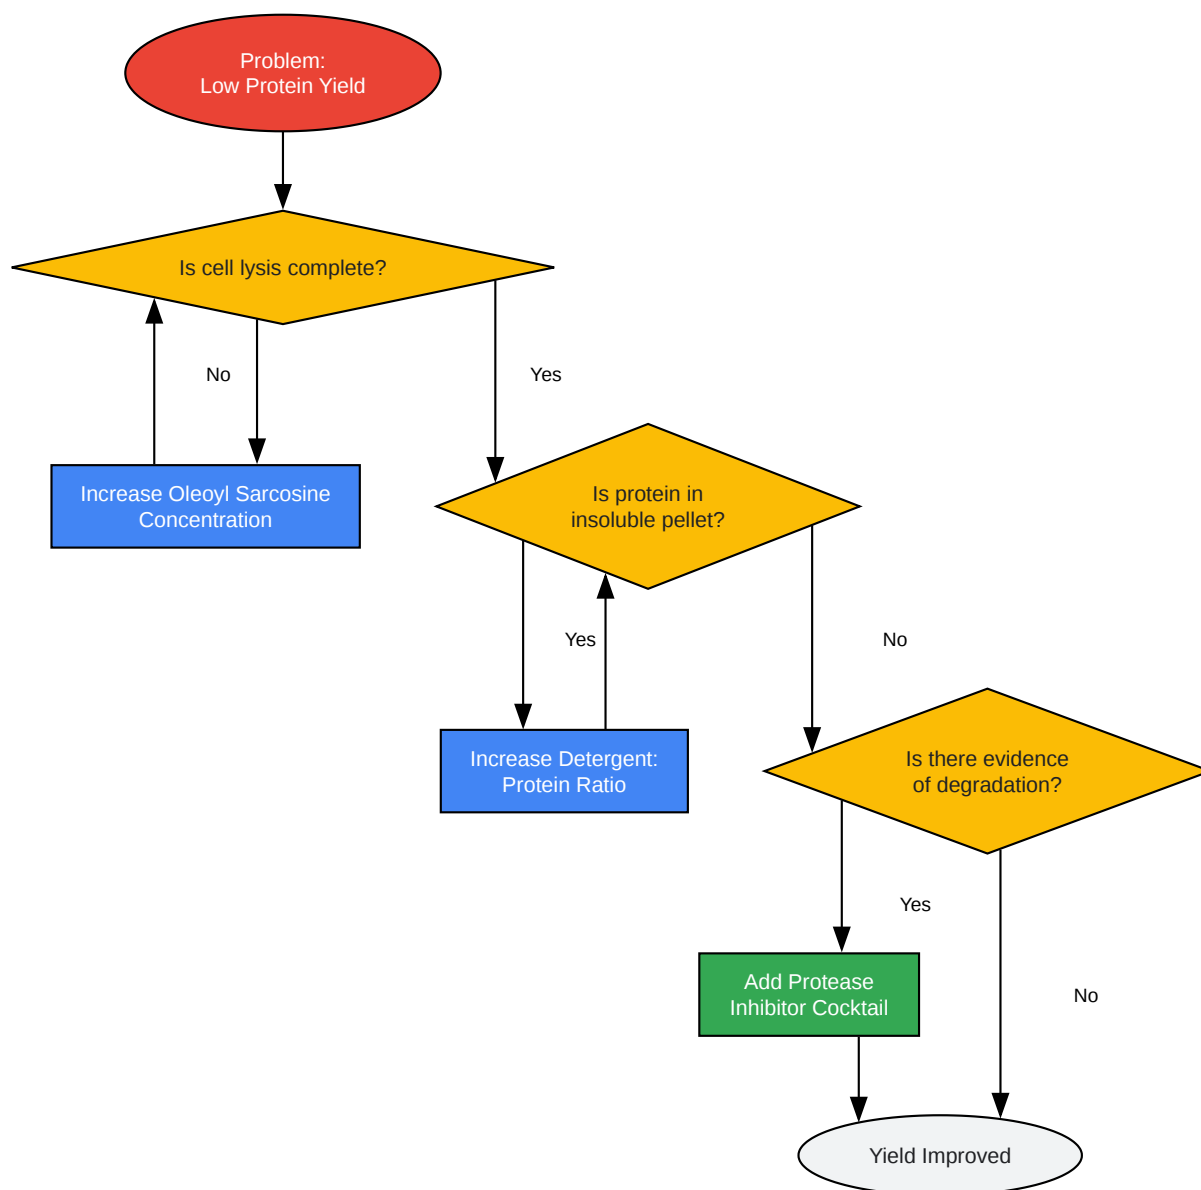 Problem:
Low Protein Yield
Is cell lysis complete?
No
Yes
Increase Oleoyl Sarcosine
Concentration
Is protein in
insoluble pellet?
Yes
No
Increase Detergent:
Protein Ratio
Is there evidence
of degradation?
Yes
No
Add Protease
Inhibitor Cocktail
Yield Improved